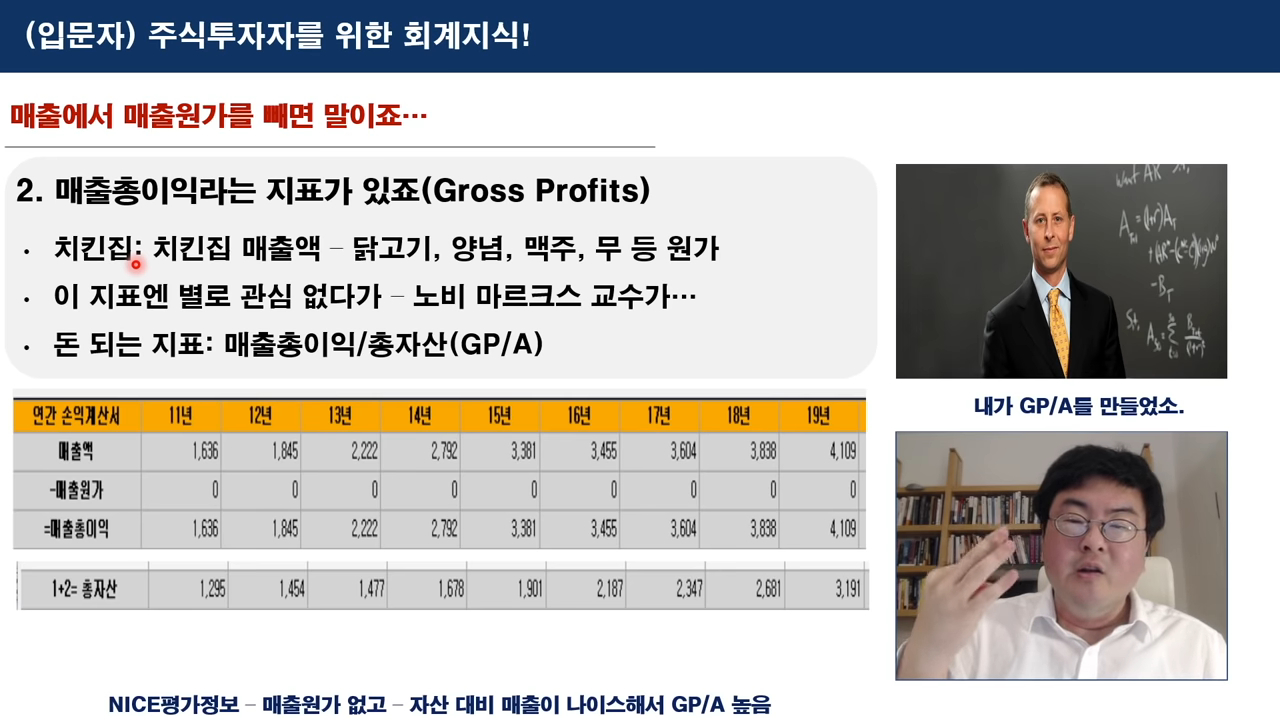 (입문자) 주식투자자를 위한 회계지식!
매출에서 매출원가를 빼면 말이죠…
2. 매출총이익라는 지표가 있죠(Gross Profits)
· 치킨집: 치킨집 매출액 – 닭고기, 양념, 맥주, 무 등 원가
· 이 지표엔 별로 관심 없다가 – 노비 마르크스 교수가…
· 돈 되는 지표: 매출총이익/총자산(GP/A)
내가 GP/A를 만들었소.
연간 손익계산서 11년 12년 13년 14년 15년 16년 17년 18년 19년
매출액 1,636 1,845 2,222 2,792 3,381 3,455 3,604 3,838 4,109
-매출원가 0 0 0 0 0 0 0 0 0
=매출총이익 1,636 1,845 2,222 2,792 3,381 3,455 3,604 3,838 4,109
1+2= 총자산 1,295 1,454 1,477 1,678 1,901 2,187 2,347 2,681 3,191
NICE평가정보 – 매출원가 없고 – 자산 대비 매출이 나이스해서 GP/A 높음